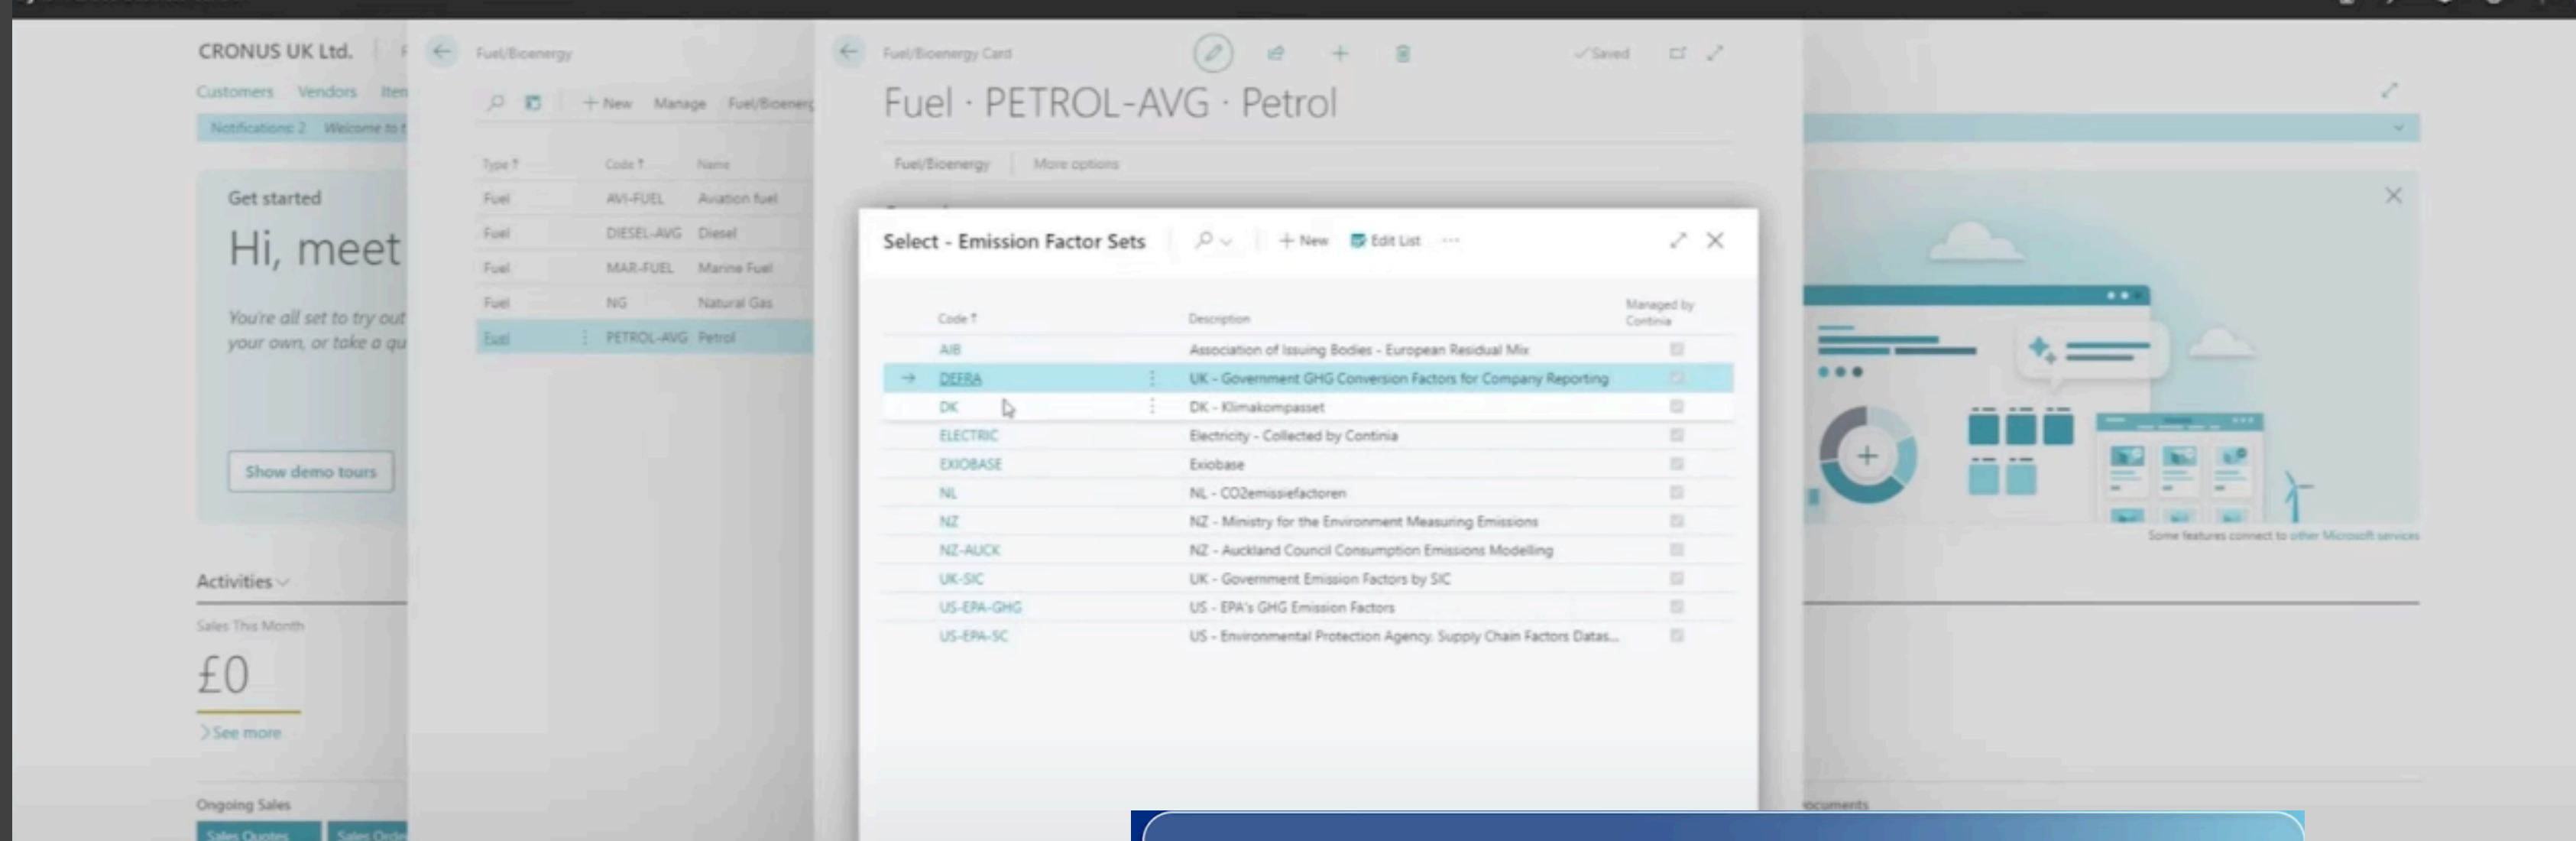 CRONUS UK Ltd.
Customers Vendors
Notifications: 2 Welcome to
Get started
Hi, meet
You're all set to try out
your own, or take a
Show demo tours
Activities
Sales This Month
£0
See more
Ongoing Sales
Sales Quotes Sales
Fuel/Bioenergy
+ New Manage
Type ↑ Code ↑ Name
Fuel AVI-FUEL Aviation fuel
Fuel DIESEL-AVG Diesel
Fuel MAR-FUEL Marine Fuel
Fuel NG Natural Gas
Fuel PETROL-AVG Petrol
Fuel/Bioenergy Card
Saved
Fuel · PETROL-AVG · Petrol
Fuel/Bioenergy More options
Select - Emission Factor Sets + New Edit List ...
Code ↑ Description Managed by
Continia
AIB Association of Issuing Bodies - European Residual Mix
DEFRA UK - Government GHG Conversion Factors for Company Reporting
DK DK - Klimakompasset
ELECTRIC Electricity - Collected by Continia
EXIOBASE Exiobase
NL NL - CO2emissiefactoren
NZ NZ - Ministry for the Environment Measuring Emissions
NZ-AUCK NZ - Auckland Council Consumption Emissions Modelling
UK-SIC UK - Government Emission Factors by SIC
US-EPA-GHG US - EPA's GHG Emission Factors
US-EPA-SC US - Environmental Protection Agency. Supply Chain Factors Datas...
Some features connect to other Microsoft services